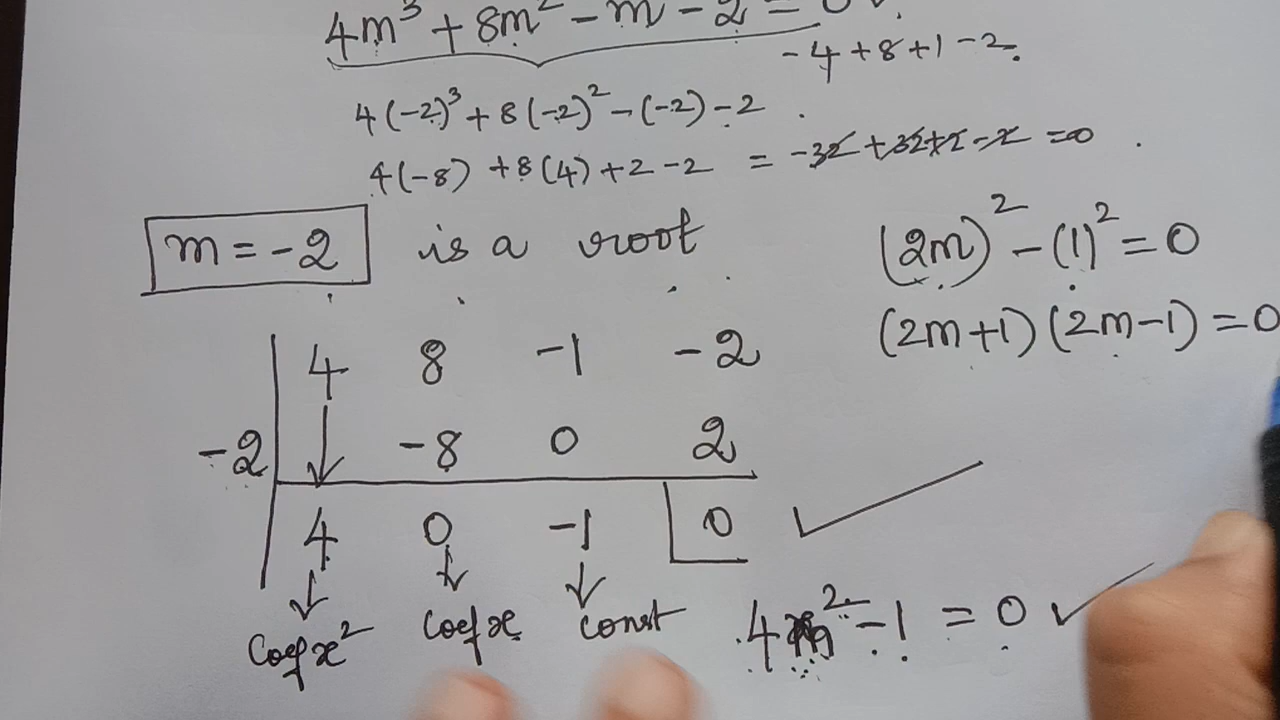 4m³ + 8m² - m - 2 = 0
-4 + 8 + 1 - 2
4(-2)³ + 8(-2)² - (-2) - 2
4(-8) + 8(4) + 2 - 2 = -32 + 32 + 2 - 2 = 0
m = -2 is a root
(2m)² - (1)² = 0
(2m+1)(2m-1) = 0
4 8 -1 -2
-2 -8 0 2
4 0 -1 0
coef x² coef x const
4m² - 1 = 0